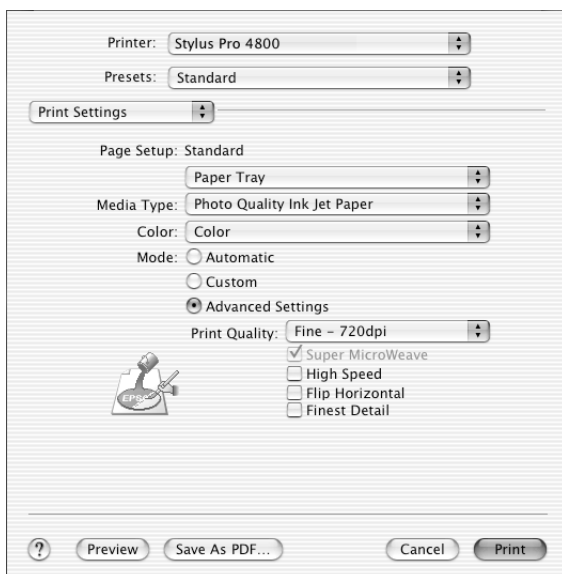 Printer: Stylus Pro 4800
Presets: Standard
Print Settings
Page Setup: Standard
Paper Tray
Media Type: Photo Quality Ink Jet Paper
Color: Color
Mode: Automatic
Custom
Advanced Settings
Print Quality: Fine – 720dpi
Super MicroWeave
High Speed
Flip Horizontal
Finest Detail
EPSO
? Preview Save As PDF... Cancel Print